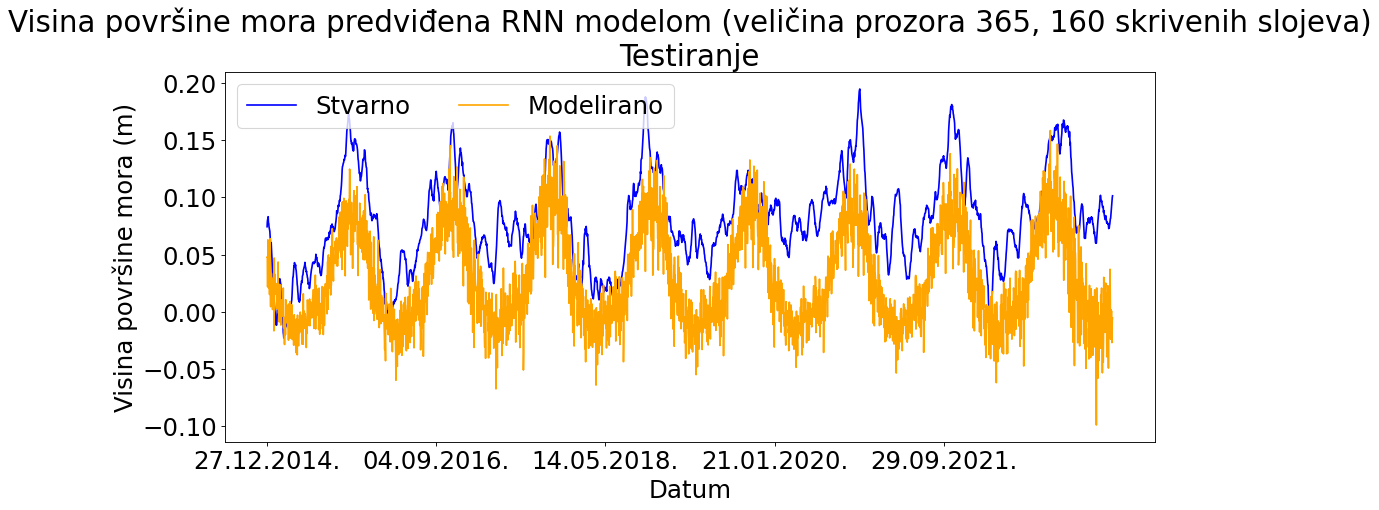 Visina površine mora predviđena RNN modelom (veličina prozora 365, 160 skrivenih slojeva)
Testiranje
Stvarno
Modelirano
Visina površine mora (m)
0.20
0.15
0.10
0.05
0.00
−0.05
−0.10
27.12.2014.
04.09.2016.
14.05.2018.
21.01.2020.
29.09.2021.
Datum